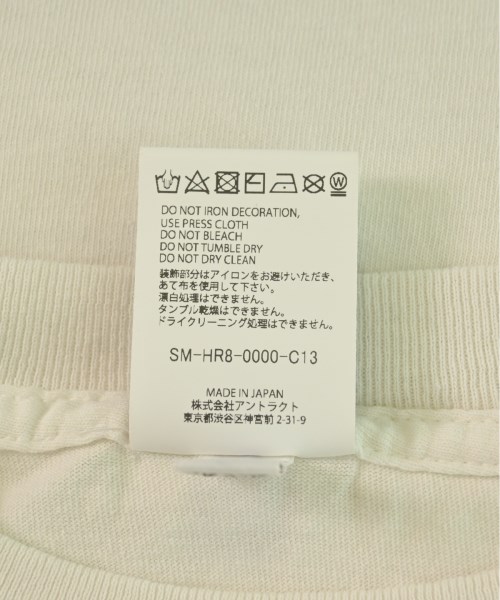 DO NOT IRON DECORATION,
USE PRESS CLOTH
DO NOT BLEACH
DO NOT TUMBLE DRY
DO NOT DRY CLEAN
装飾部分はアイロンをお避けいただき、
あて布を使用して下さい。
漂白処理はできません。
タンブル乾燥はできません。
ドライクリーニング処理はできません。
SM-HR8-0000-C13
MADE IN JAPAN
株式会社アントラクト
東京都渋谷区神宮前 2-31-9